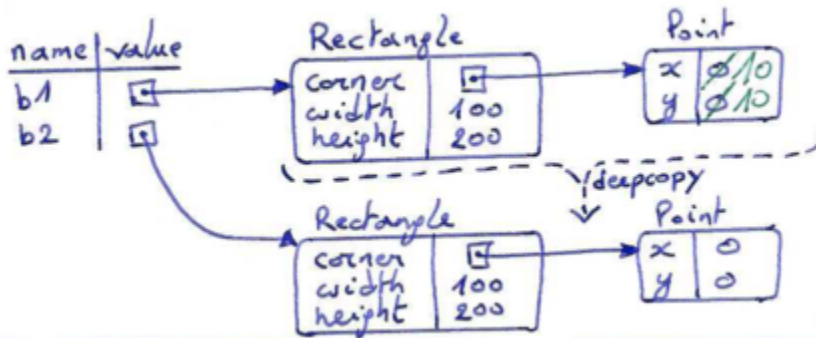 name value
b1
b2
Rectangle
corner
width 100
height 200
Point
x 0 10
y 0 10
deepcopy
Rectangle
corner
width 100
height 200
Point
x 0
y 0